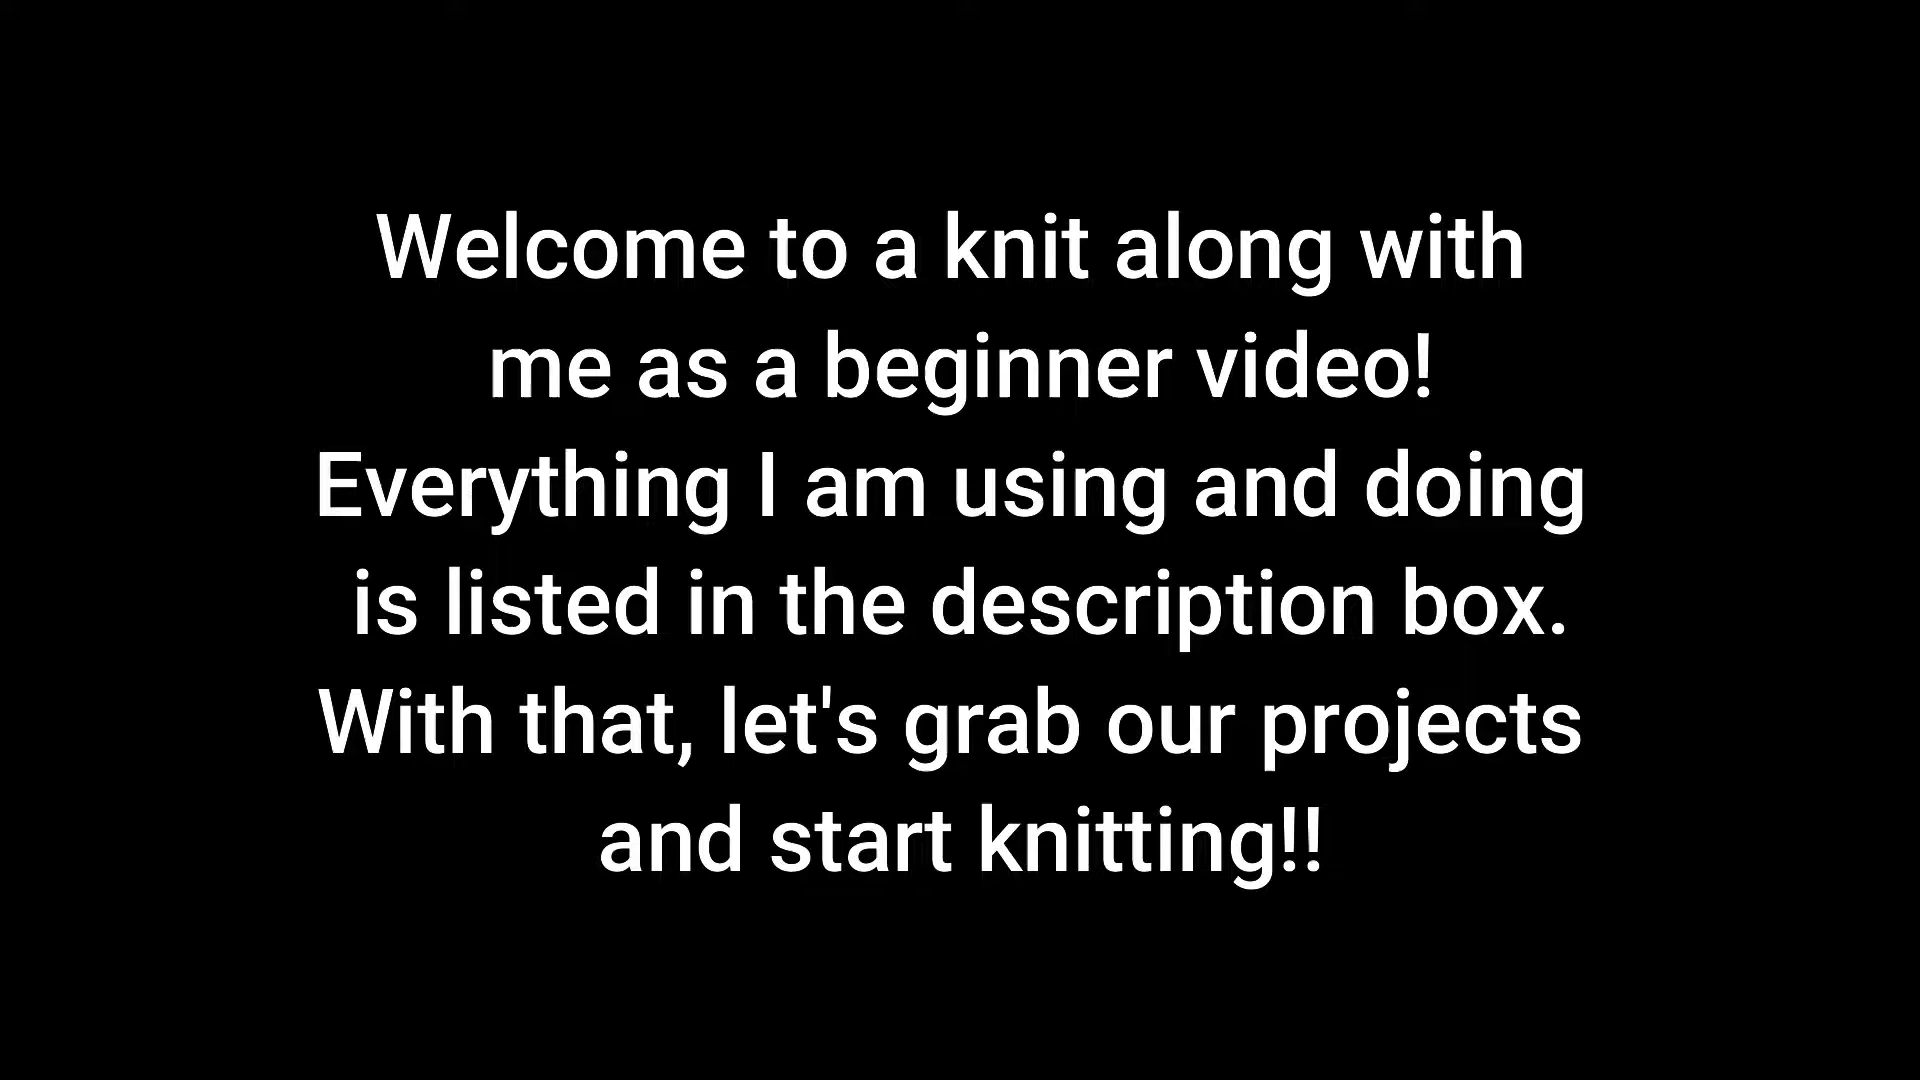 Welcome to a knit along with
me as a beginner video!
Everything I am using and doing
is listed in the description box.
With that, let's grab our projects
and start knitting!!